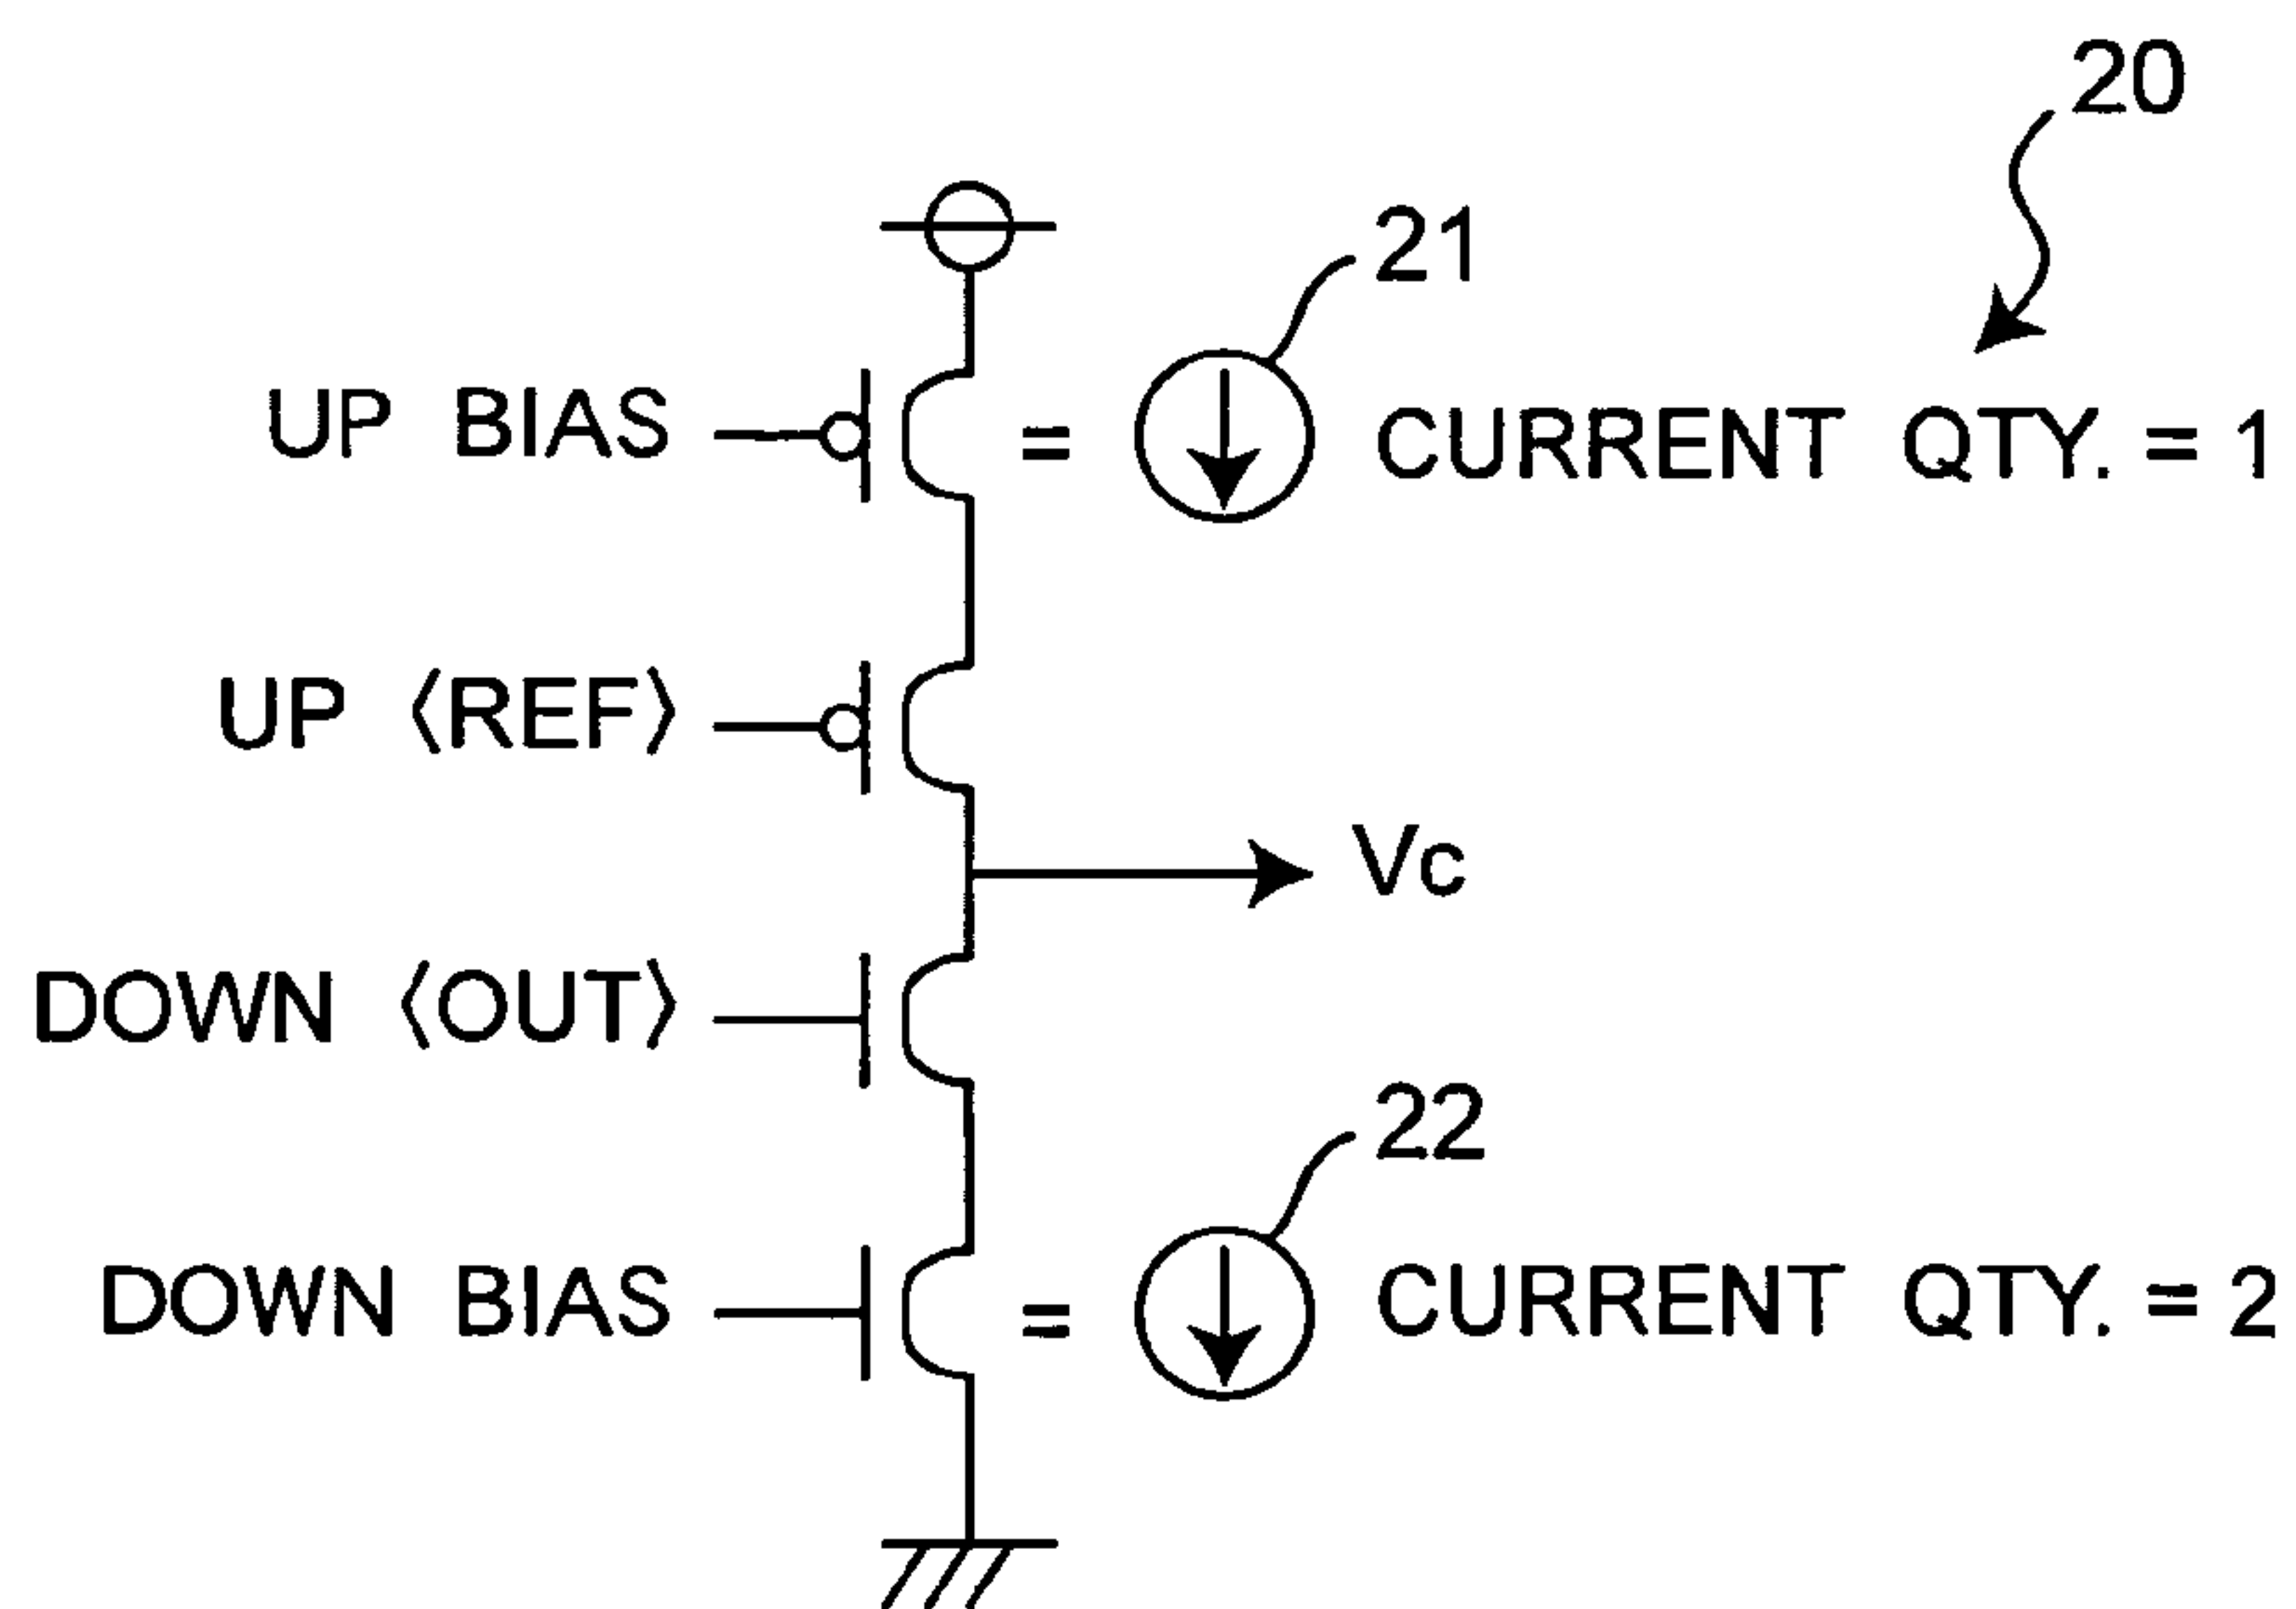 20
21
UP BIAS = CURRENT QTY. = 1
UP 〈REF〉
Vc
DOWN 〈OUT〉
22
DOWN BIAS = CURRENT QTY. = 2